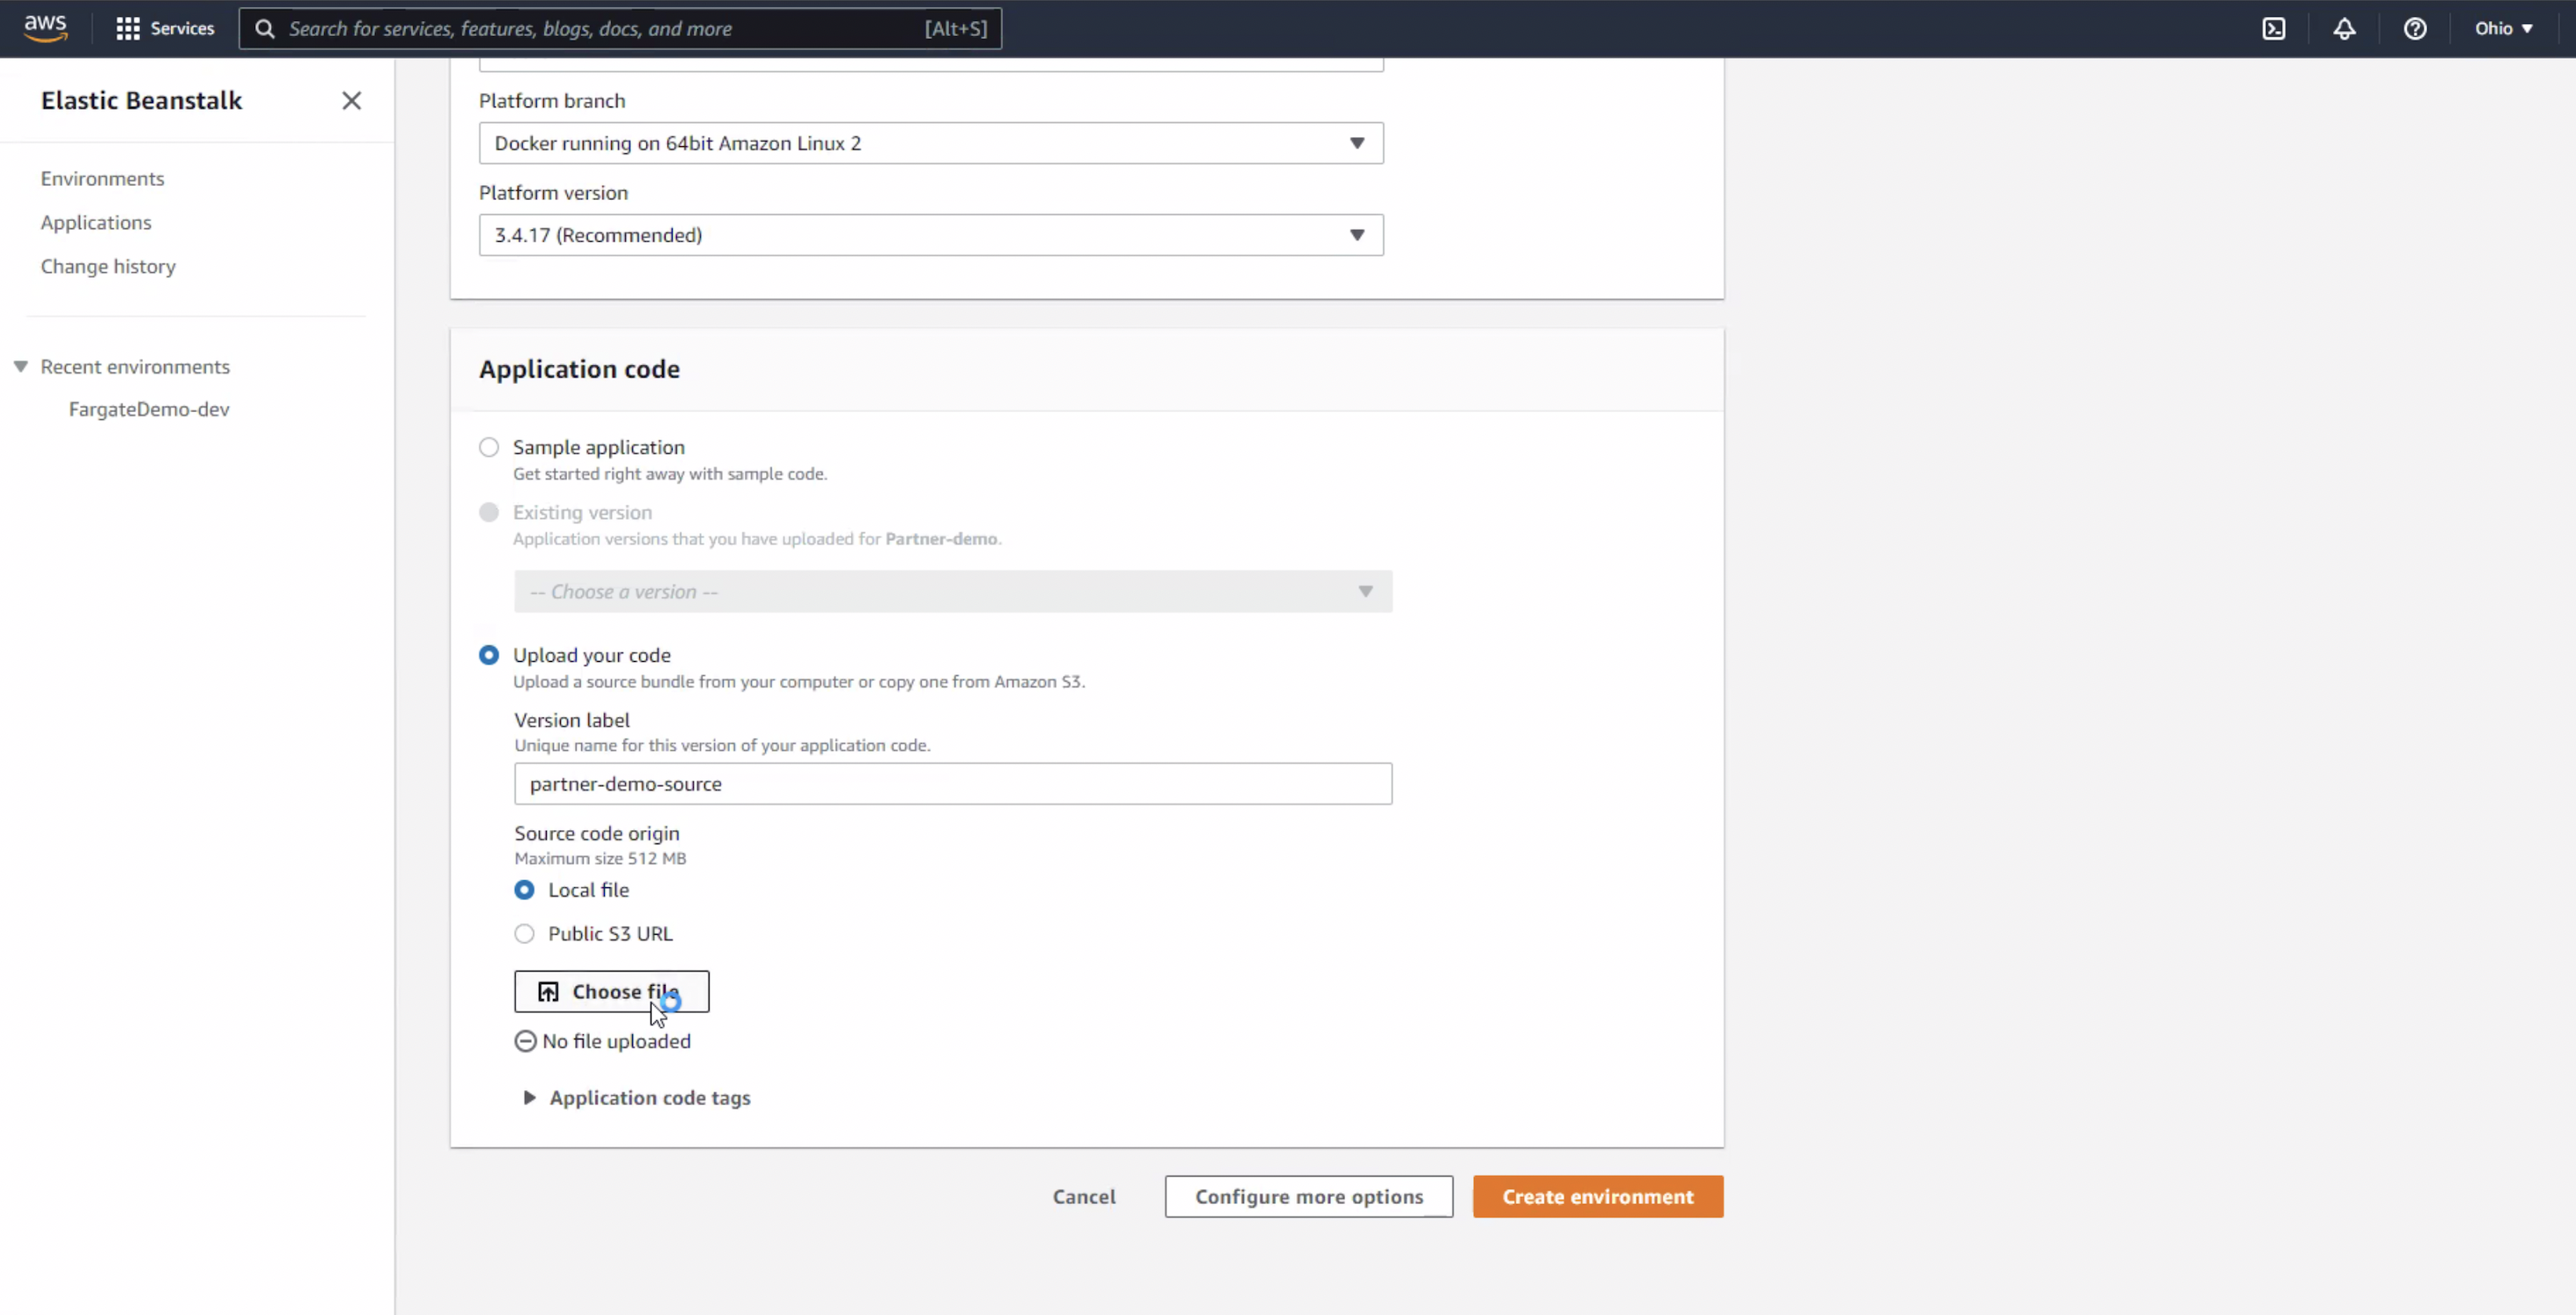 aws
Services
Search for services, features, blogs, docs, and more
[Alt+S]
Ohio
Elastic Beanstalk
Environments
Applications
Change history
Recent environments
FargateDemo-dev
Platform branch
Docker running on 64bit Amazon Linux 2
Platform version
3.4.17 (Recommended)
Application code
Sample application
Get started right away with sample code.
Existing version
Application versions that you have uploaded for Partner-demo.
-- Choose a version --
Upload your code
Upload a source bundle from your computer or copy one from Amazon S3.
Version label
Unique name for this version of your application code.
partner-demo-source
Source code origin
Maximum size 512 MB
Local file
Public S3 URL
Choose file
No file uploaded
Application code tags
Cancel
Configure more options
Create environment